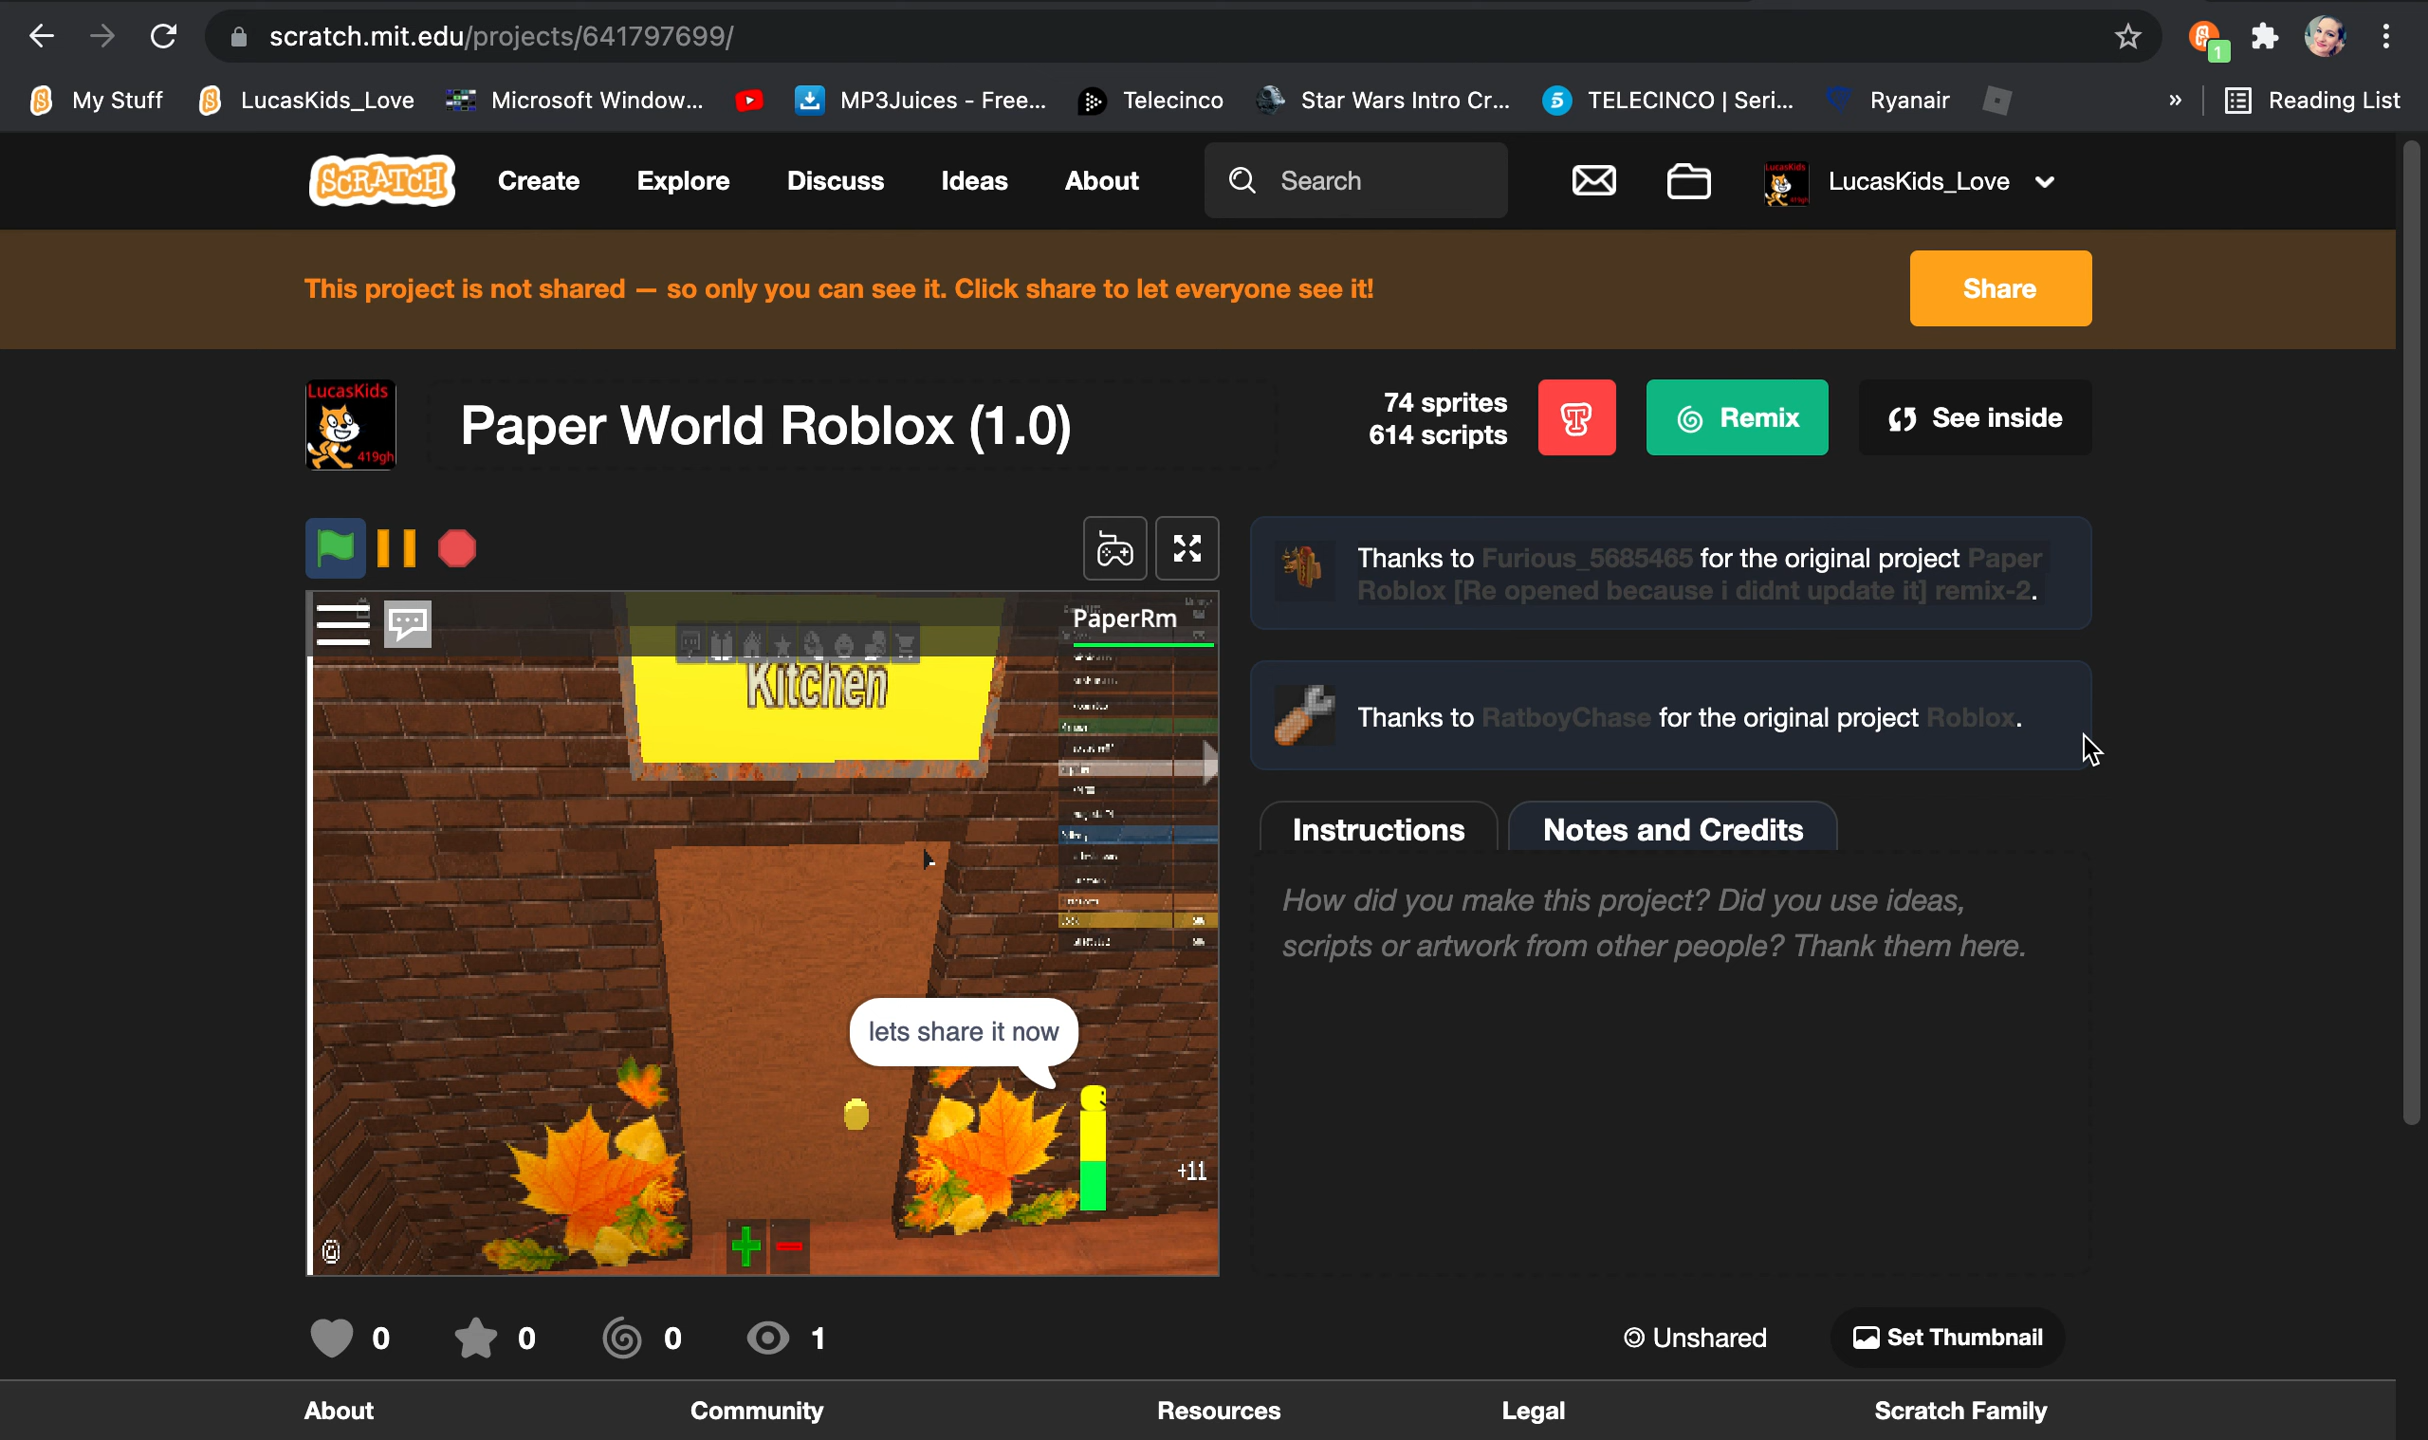 scratch.mit.edu/projects/641797699/
1
My Stuff
LucasKids_Love
Microsoft Window...
MP3Juices - Free...
Telecinco
Star Wars Intro Cr...
5
TELECINCO | Seri...
Ryanair
»
Reading List
SCRATCH
Create
Explore
Discuss
Ideas
About
Search
LucasKids_Love
This project is not shared — so only you can see it. Click share to let everyone see it!
Share
LucasKids
419gh
Paper World Roblox (1.0)
74 sprites
614 scripts
Remix
See inside
Thanks to Furious_5685465 for the original project Paper
Roblox [Re opened because i didnt update it] remix-2.
Thanks to RatboyChase for the original project Roblox.
PaperRm
Kitchen
lets share it now
+11
Instructions
Notes and Credits
How did you make this project? Did you use ideas,
scripts or artwork from other people? Thank them here.
0
0
0
1
Unshared
Set Thumbnail
About
Community
Resources
Legal
Scratch Family